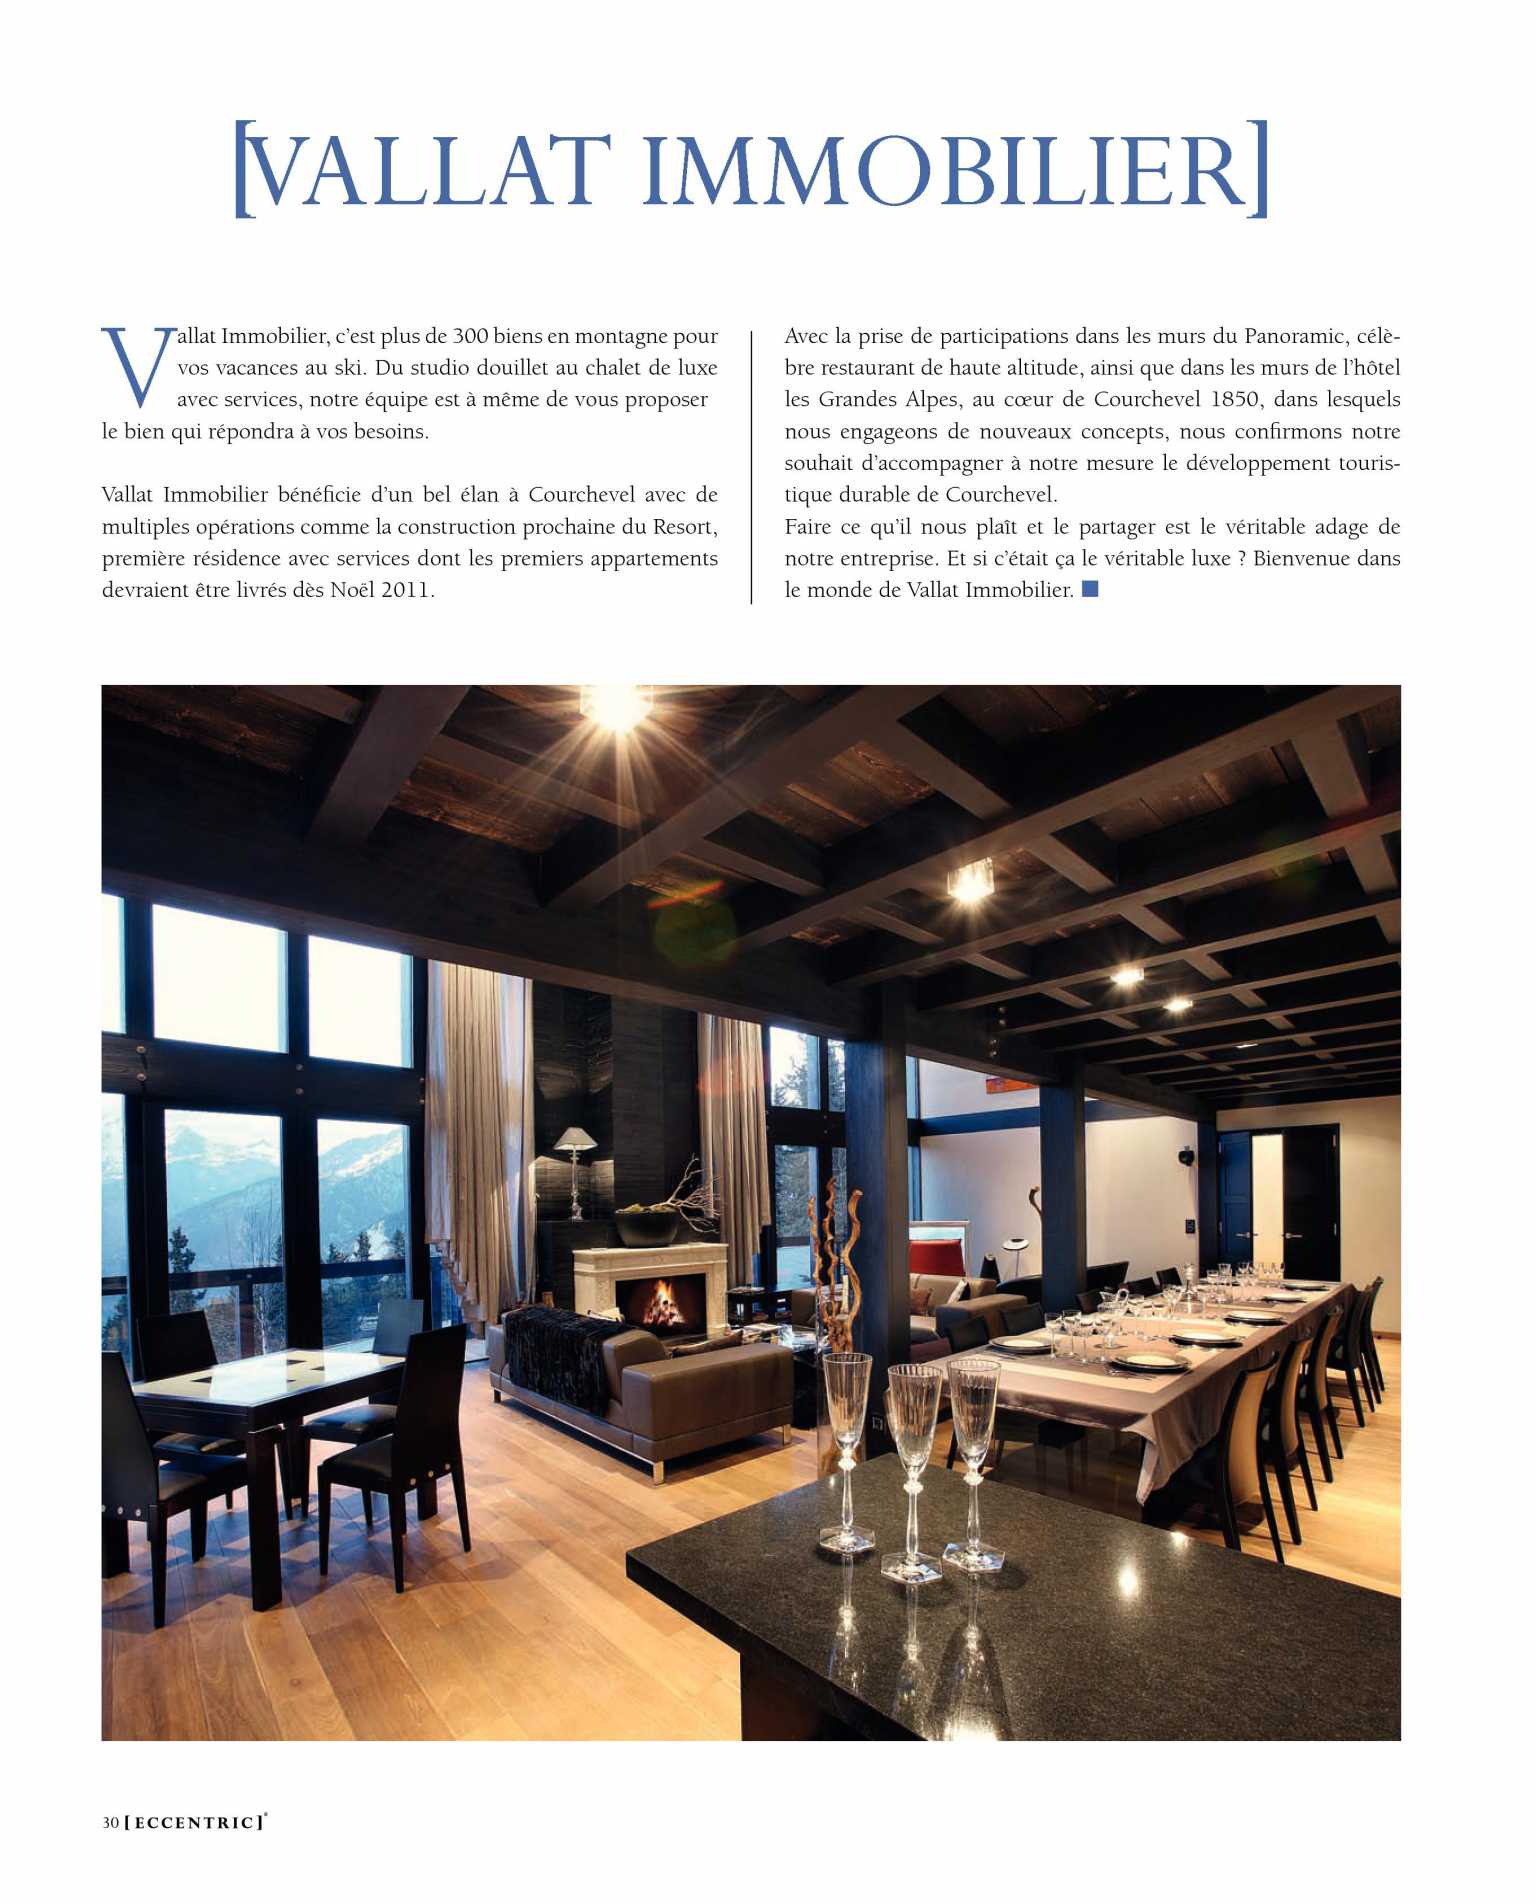 [VALLAT IMMOBILIER]
Vallat Immobilier, c’est plus de 300 biens en montagne pour
vos vacances au ski. Du studio douillet au chalet de luxe
avec services, notre équipe est à même de vous proposer
le bien qui répondra à vos besoins.
Vallat Immobilier bénéficie d’un bel élan à Courchevel avec de
multiples opérations comme la construction prochaine du Resort,
première résidence avec services dont les premiers appartements
devraient être livrés dès Noël 2011.
Avec la prise de participations dans les murs du Panoramic, célè-
bre restaurant de haute altitude, ainsi que dans les murs de l’hôtel
les Grandes Alpes, au cœur de Courchevel 1850, dans lesquels
nous engageons de nouveaux concepts, nous confirmons notre
souhait d’accompagner à notre mesure le développement touris-
tique durable de Courchevel.
Faire ce qu’il nous plaît et le partager est le véritable adage de
notre entreprise. Et si c’était ça le véritable luxe ? Bienvenue dans
le monde de Vallat Immobilier. ■
30 [ECCENTRIC]®